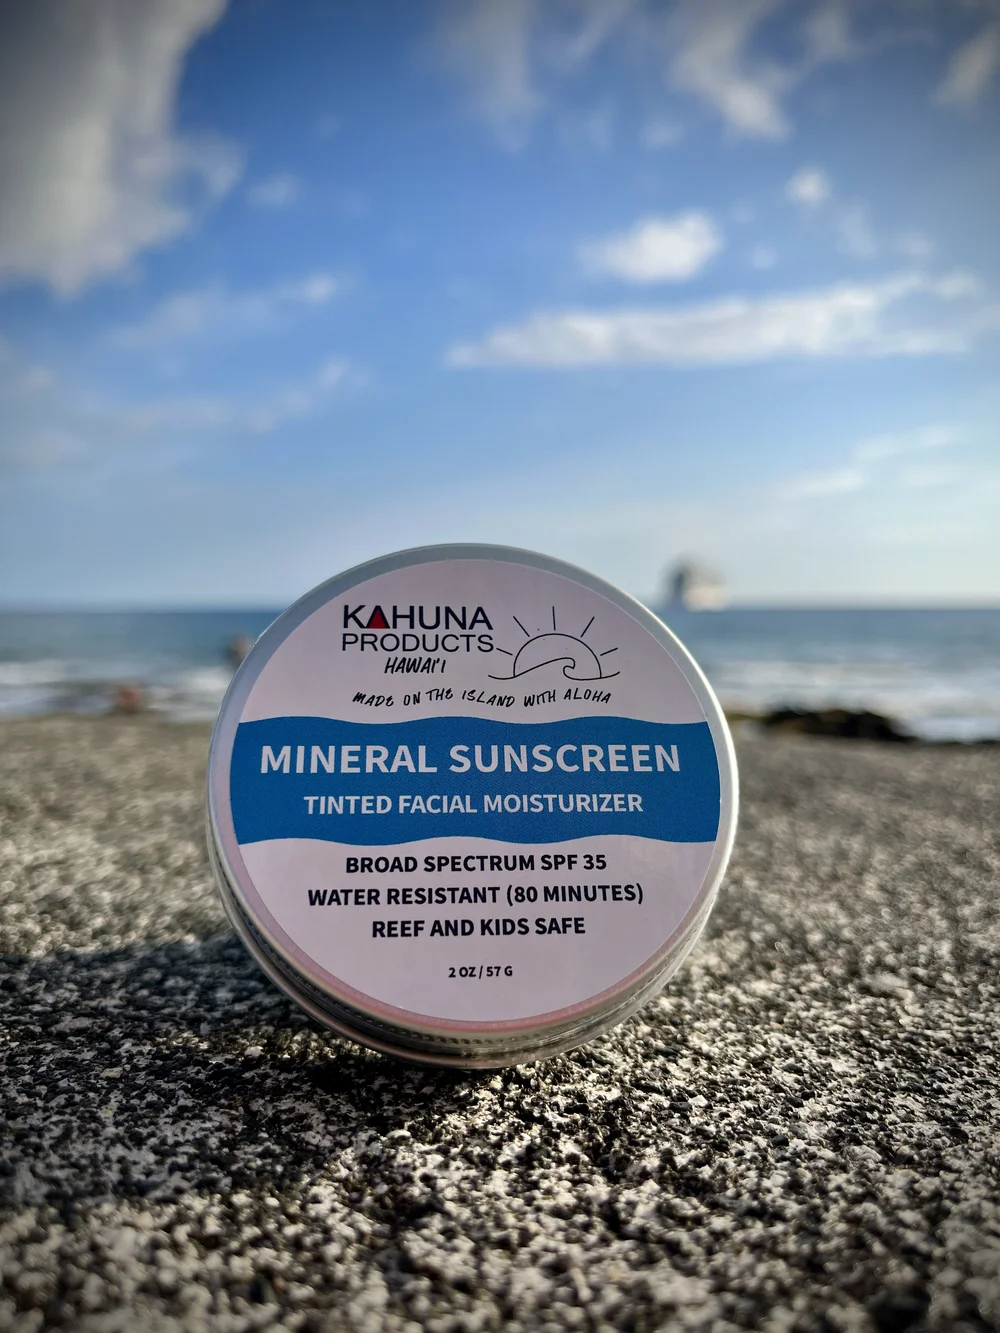 KAHUNA
PRODUCTS
HAWAI'I
MADE ON THE ISLAND WITH ALOHA
MINERAL SUNSCREEN
TINTED FACIAL MOISTURIZER
BROAD SPECTRUM SPF 35
WATER RESISTANT (80 MINUTES)
REEF AND KIDS SAFE
2 OZ / 57 G